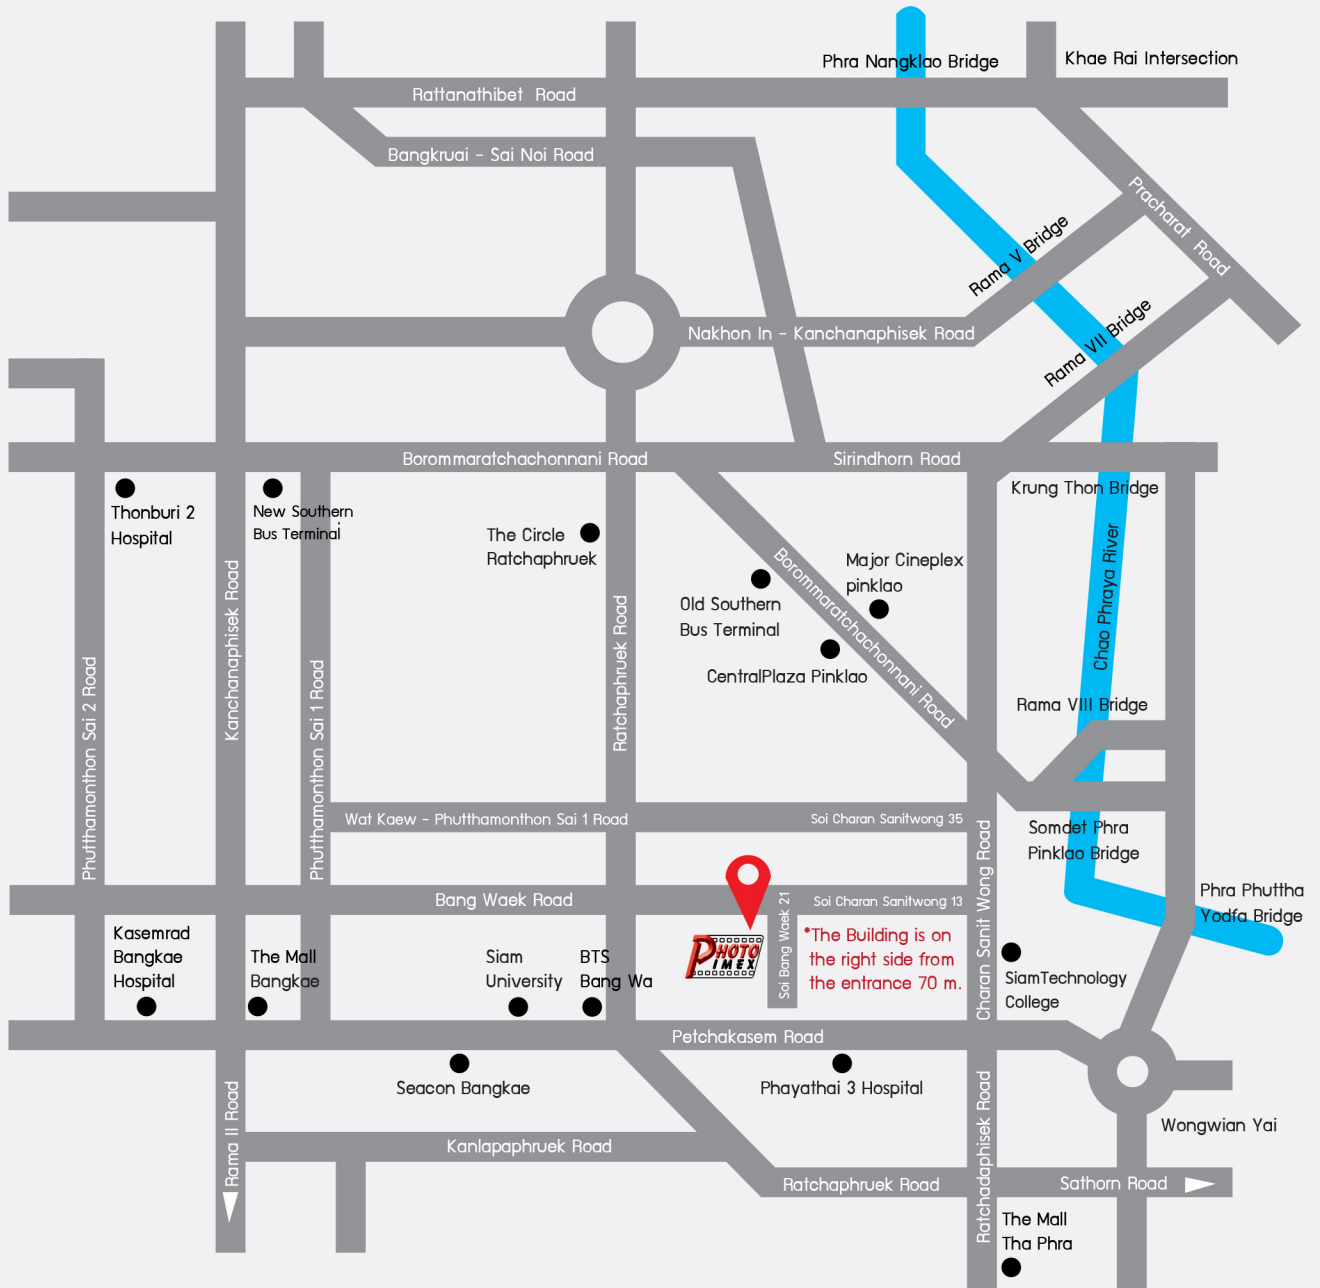 Phra Nangklao Bridge
Khae Rai Intersection
Rattanathibet Road
Bangkruai - Sai Noi Road
Pracharat Road
Rama V Bridge
Nakhon In - Kanchanaphisek Road
Rama VII Bridge
Borommaratchachonnani Road
Sirindhorn Road
Krung Thon Bridge
Thonburi 2
Hospital
New Southern
Bus Terminal
The Circle
Ratchaphruek
Major Cineplex
pinklao
Old Southern
Bus Terminal
CentralPlaza Pinklao
Borommaratchachonnani Road
Chao Phraya River
Kanchanaphisek Road
Ratchaphruek Road
Phutthamonthon Sai 2 Road
Phutthamonthon Sai 1 Road
Rama VIII Bridge
Wat Kaew - Phutthamonthon Sai 1 Road
Soi Charan Sanitwong 35
Somdet Phra
Pinklao Bridge
Charan Sanit Wong Road
Phra Phuttha
Yodfa Bridge
Bang Waek Road
Soi Charan Sanitwong 13
Soi Bang Waek 21
PHOTO
IMEX
*The Building is on
the right side from
the entrance 70 m.
Kasemrad
Bangkae
Hospital
The Mall
Bangkae
Siam
University
BTS
Bang Wa
SiamTechnology
College
Petchakasem Road
Seacon Bangkae
Phayathai 3 Hospital
Rama II Road
Ratchadaphisek Road
Wongwian Yai
Kanlapaphruek Road
Ratchaphruek Road
Sathorn Road
The Mall
Tha Phra